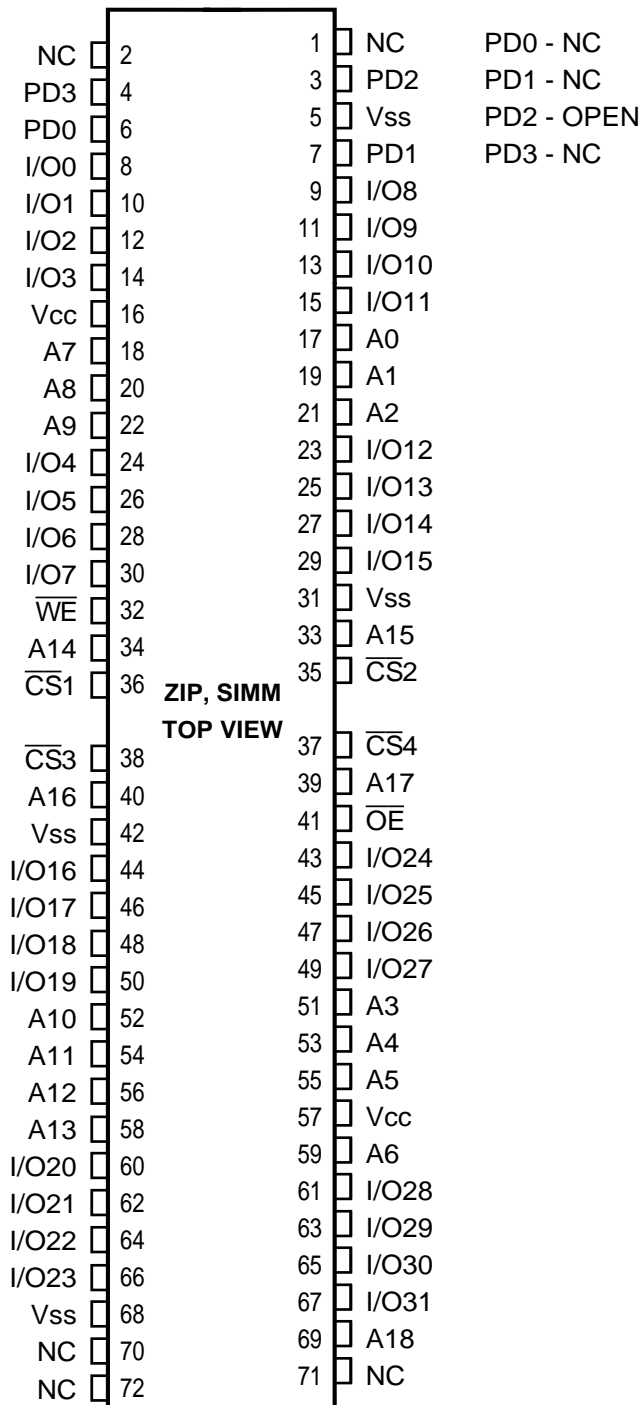 1 NC PD0 - NC
NC 2
3 PD2 PD1 - NC
PD3 4
5 Vss PD2 - OPEN
PD0 6
7 PD1 PD3 - NC
I/O0 8
9 I/O8
I/O1 10
11 I/O9
I/O2 12
13 I/O10
I/O3 14
15 I/O11
Vcc 16
17 A0
A7 18
19 A1
A8 20
21 A2
A9 22
23 I/O12
I/O4 24
25 I/O13
I/O5 26
27 I/O14
I/O6 28
29 I/O15
I/O7 30
31 Vss
W̅E̅ 32
33 A15
A14 34
35 C̅S̅2
C̅S̅1 36
ZIP, SIMM
TOP VIEW
37 C̅S̅4
C̅S̅3 38
39 A17
A16 40
41 O̅E̅
Vss 42
43 I/O24
I/O16 44
45 I/O25
I/O17 46
47 I/O26
I/O18 48
49 I/O27
I/O19 50
51 A3
A10 52
53 A4
A11 54
55 A5
A12 56
57 Vcc
A13 58
59 A6
I/O20 60
61 I/O28
I/O21 62
63 I/O29
I/O22 64
65 I/O30
I/O23 66
67 I/O31
Vss 68
69 A18
NC 70
71 NC
NC 72